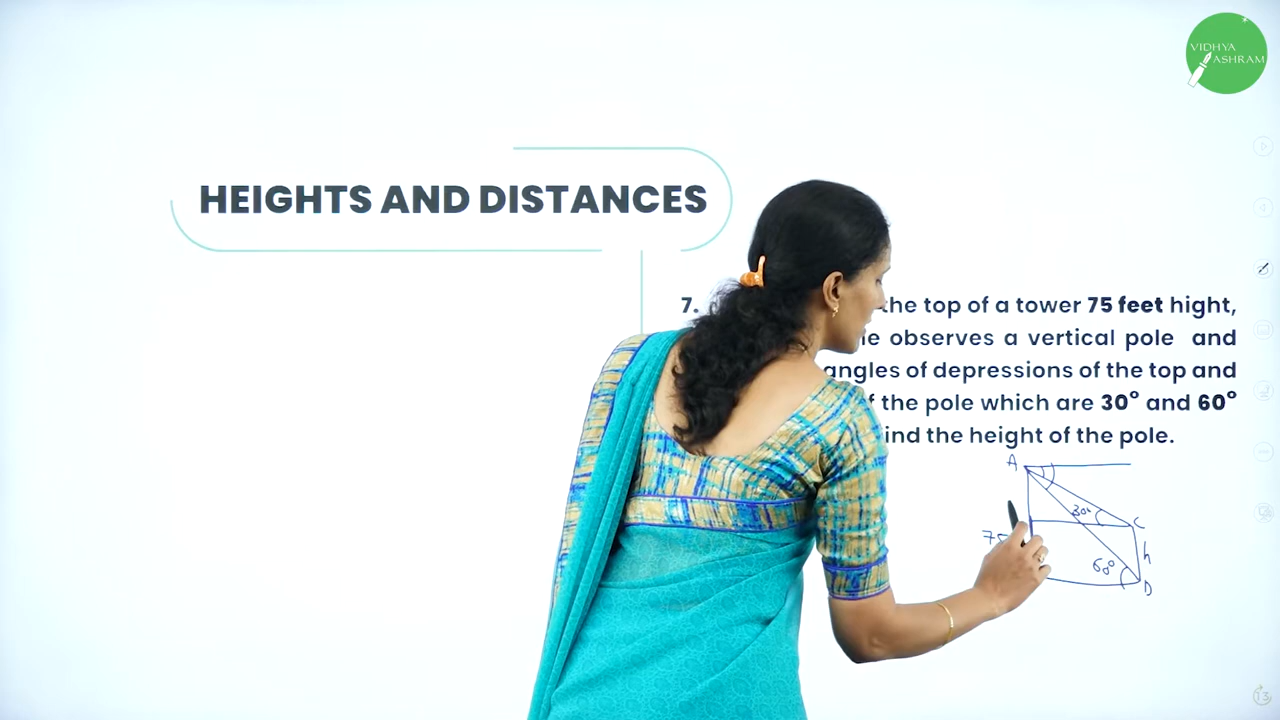 VIDHYA
ASHRAM
HEIGHTS AND DISTANCES
7. the top of a tower 75 feet hight,
observes a vertical pole and
angles of depressions of the top and
the pole which are 30° and 60°
the height of the pole.
A
30°
C
h
60°
D
13